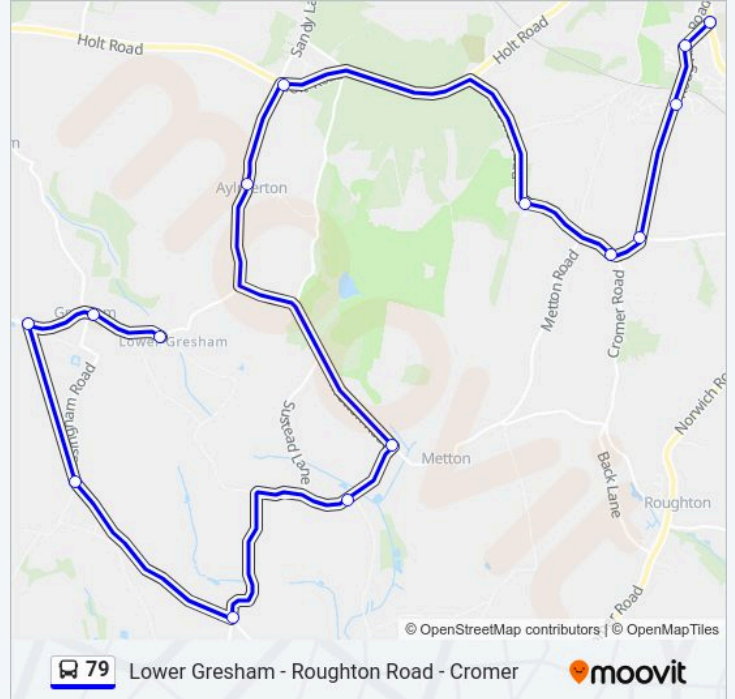 Sandy La
Holt Road
Holt Road
Road
Aylmerton
Metton Road
Cromer Road
Gresham
Lower Gresham
Norwich Ro
Sustead Lane
Metton
Back Lane
Roughton
Road
© OpenStreetMap contributors | © OpenMapTiles
79 Lower Gresham - Roughton Road - Cromer moovit